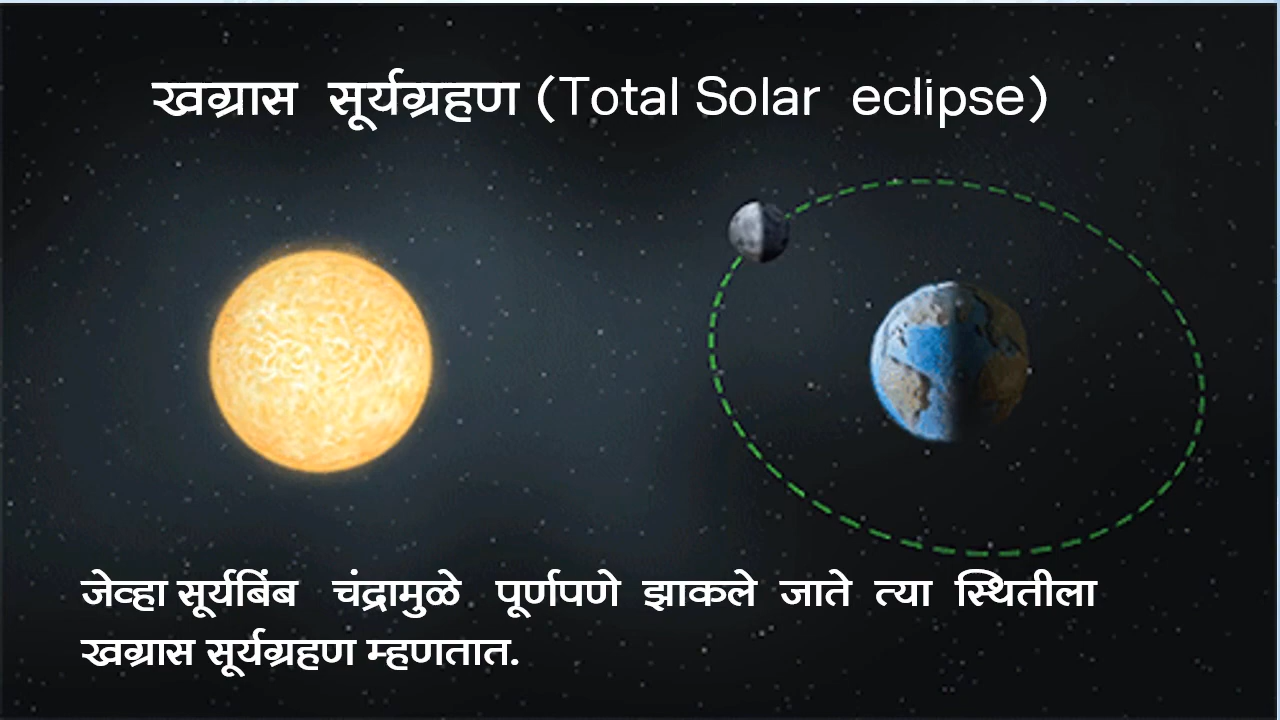 खग्रास सूर्यग्रहण (Total Solar eclipse)
जेव्हा सूर्यबिंब चंद्रामुळे पूर्णपणे झाकले जाते त्या स्थितीला
खग्रास सूर्यग्रहण म्हणतात.